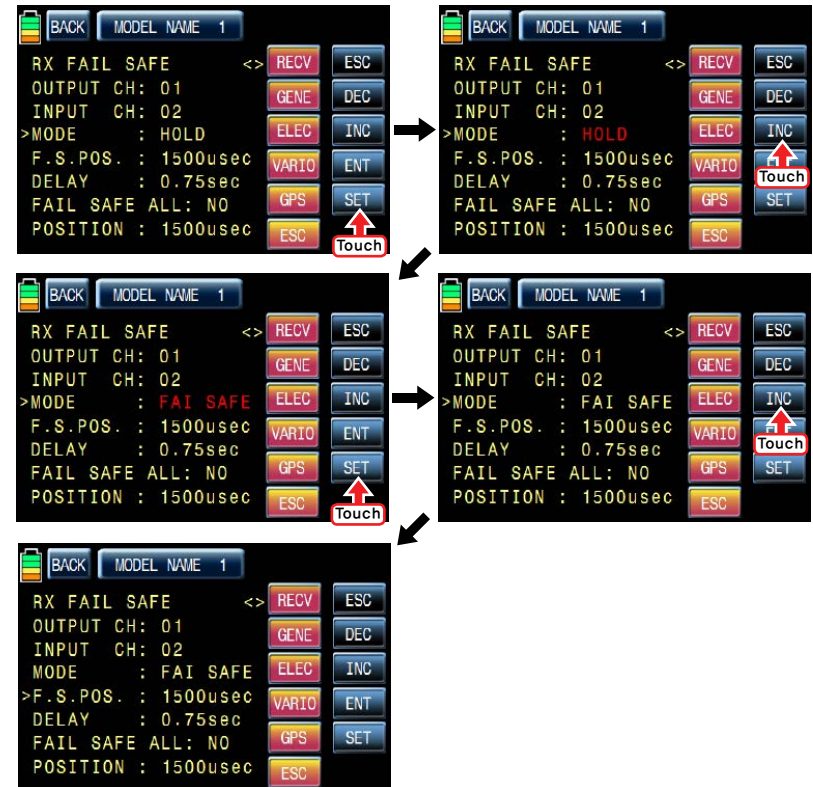 BACK MODEL NAME 1
RX FAIL SAFE <> RECV ESC
OUTPUT CH: 01 GENE DEC
INPUT CH: 02
>MODE : HOLD ELEC INC
F.S.POS. : 1500usec VARIO ENT
DELAY : 0.75sec
FAIL SAFE ALL: NO GPS SET
POSITION : 1500usec ESC Touch
BACK MODEL NAME 1
RX FAIL SAFE <> RECV ESC
OUTPUT CH: 01 GENE DEC
INPUT CH: 02
>MODE : HOLD ELEC INC
F.S.POS. : 1500usec VARIO
DELAY : 0.75sec Touch
FAIL SAFE ALL: NO GPS SET
POSITION : 1500usec ESC
BACK MODEL NAME 1
RX FAIL SAFE <> RECV ESC
OUTPUT CH: 01 GENE DEC
INPUT CH: 02
>MODE : FAI SAFE ELEC INC
F.S.POS. : 1500usec VARIO ENT
DELAY : 0.75sec
FAIL SAFE ALL: NO GPS SET
POSITION : 1500usec ESC Touch
BACK MODEL NAME 1
RX FAIL SAFE <> RECV ESC
OUTPUT CH: 01 GENE DEC
INPUT CH: 02
>MODE : FAI SAFE ELEC INC
F.S.POS. : 1500usec VARIO
DELAY : 0.75sec Touch
FAIL SAFE ALL: NO GPS SET
POSITION : 1500usec ESC
BACK MODEL NAME 1
RX FAIL SAFE <> RECV ESC
OUTPUT CH: 01 GENE DEC
INPUT CH: 02
MODE : FAI SAFE ELEC INC
>F.S.POS. : 1500usec VARIO ENT
DELAY : 0.75sec
FAIL SAFE ALL: NO GPS SET
POSITION : 1500usec ESC